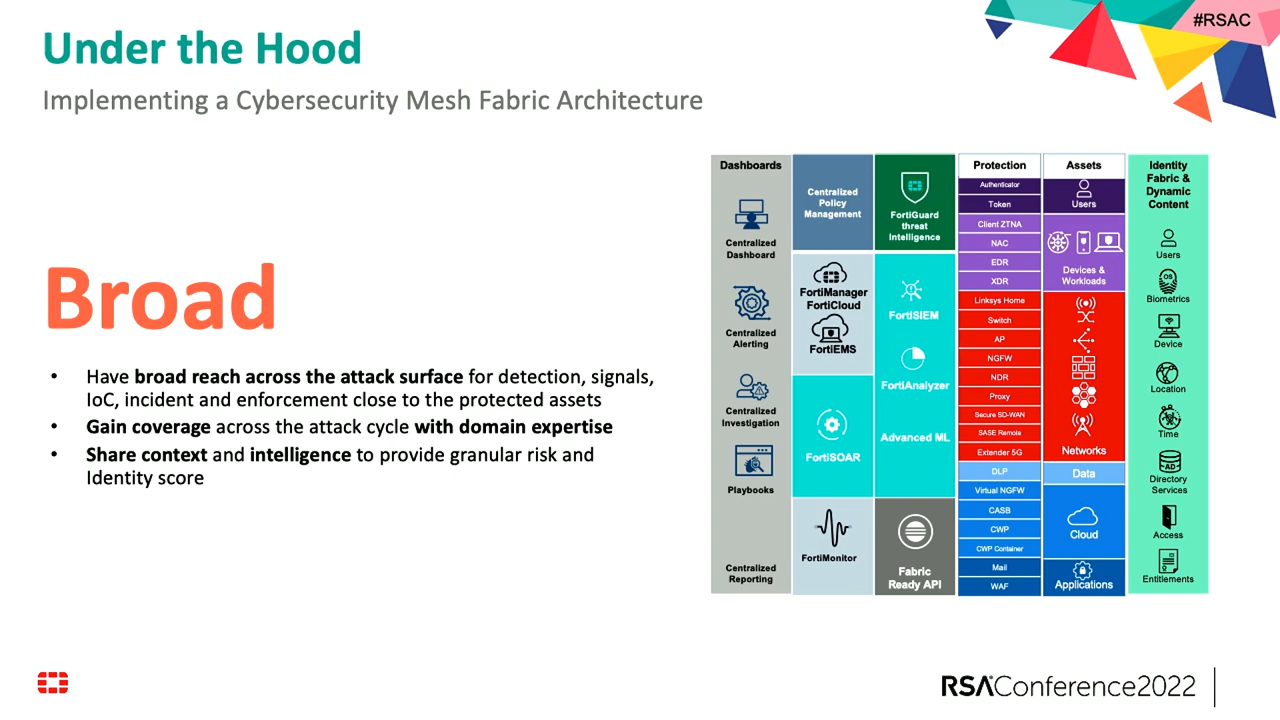 #RSAC
Under the Hood
Implementing a Cybersecurity Mesh Fabric Architecture
Broad
• Have broad reach across the attack surface for detection, signals,
IoC, incident and enforcement close to the protected assets
• Gain coverage across the attack cycle with domain expertise
• Share context and intelligence to provide granular risk and
Identity score
Dashboards
Centralized
Dashboard
Centralized
Alerting
Centralized
Investigation
Playbooks
Centralized
Reporting
Centralized
Policy
Management
FortiManager
FortiCloud
FortiEMS
FortiSOAR
FortiMonitor
FortiGuard
threat
Intelligence
FortiSIEM
FortiAnalyzer
Advanced ML
Fabric
Ready API
Protection
Authenticator
Token
Client ZTNA
NAC
EDR
XDR
Linksys Home
Switch
AP
NGFW
NDR
Proxy
Secure SD-WAN
SASE Remote
Extender 5G
DLP
Virtual NGFW
CASB
CWP
CWP Container
Mail
WAF
Assets
Users
Devices &
Workloads
Networks
Data
Cloud
Applications
Identity
Fabric &
Dynamic
Content
Users
OS
Biometrics
Device
Location
Time
AD
Directory
Services
Access
Entitlements
RSAConference2022